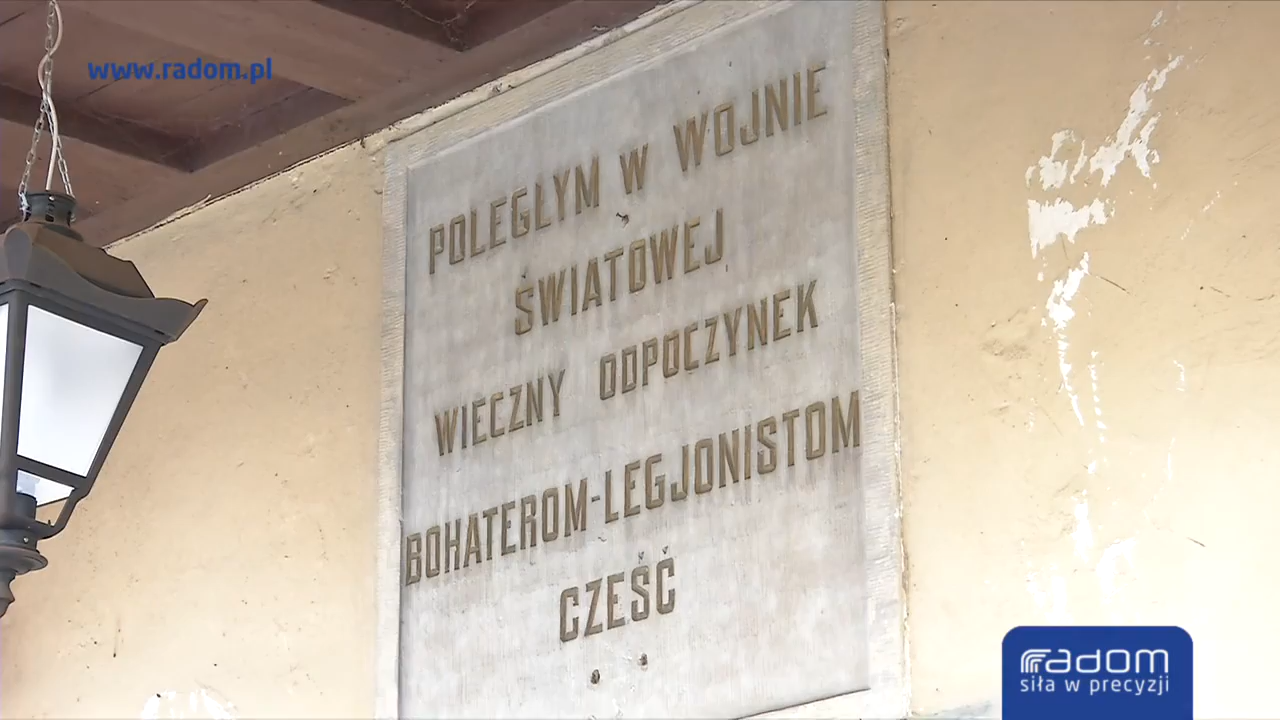 www.radom.pl
POLEGŁYM W WOJNIE
ŚWIATOWEJ
WIECZNY ODPOCZYNEK
BOHATEROM-LEGJONISTOM
CZEŚĆ
radom
siła w precyzji